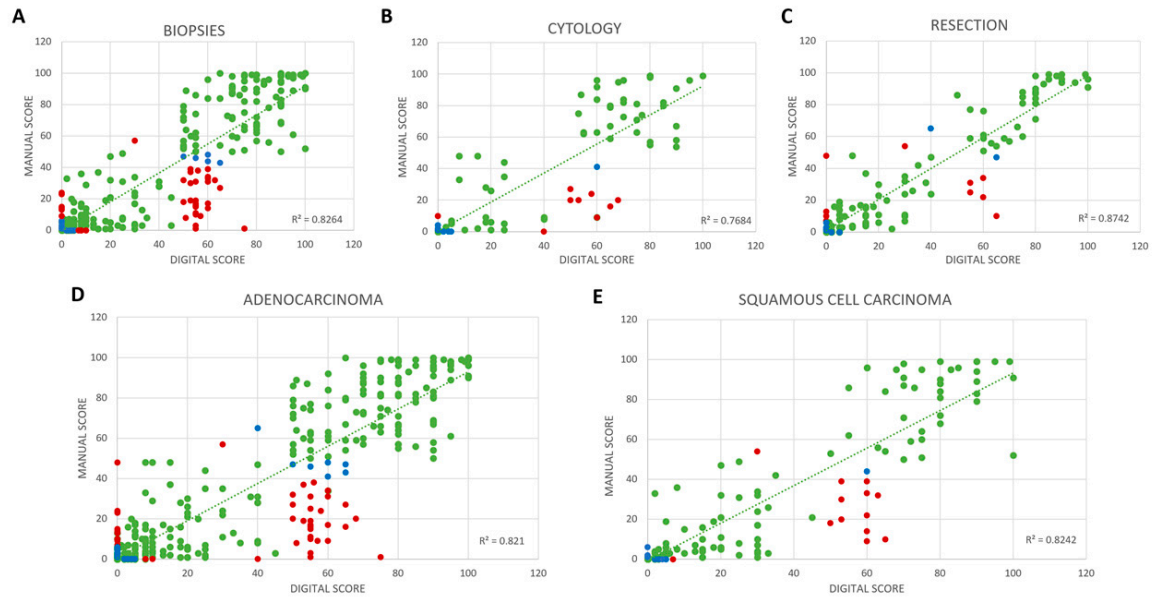 A
BIOPSIES
MANUAL SCORE
120
100
80
60
40
20
0
R² = 0.8264
0 20 40 60 80 100 120
DIGITAL SCORE
B
CYTOLOGY
MANUAL SCORE
120
100
80
60
40
20
0
R² = 0.7684
0 20 40 60 80 100 120
DIGITAL SCORE
C
RESECTION
MANUAL SCORE
120
100
80
60
40
20
0
R² = 0.8742
0 20 40 60 80 100 120
DIGITAL SCORE
D
ADENOCARCINOMA
MANUAL SCORE
120
100
80
60
40
20
0
R² = 0.821
0 20 40 60 80 100 120
DIGITAL SCORE
E
SQUAMOUS CELL CARCINOMA
MANUAL SCORE
120
100
80
60
40
20
0
R² = 0.8242
0 20 40 60 80 100 120
DIGITAL SCORE